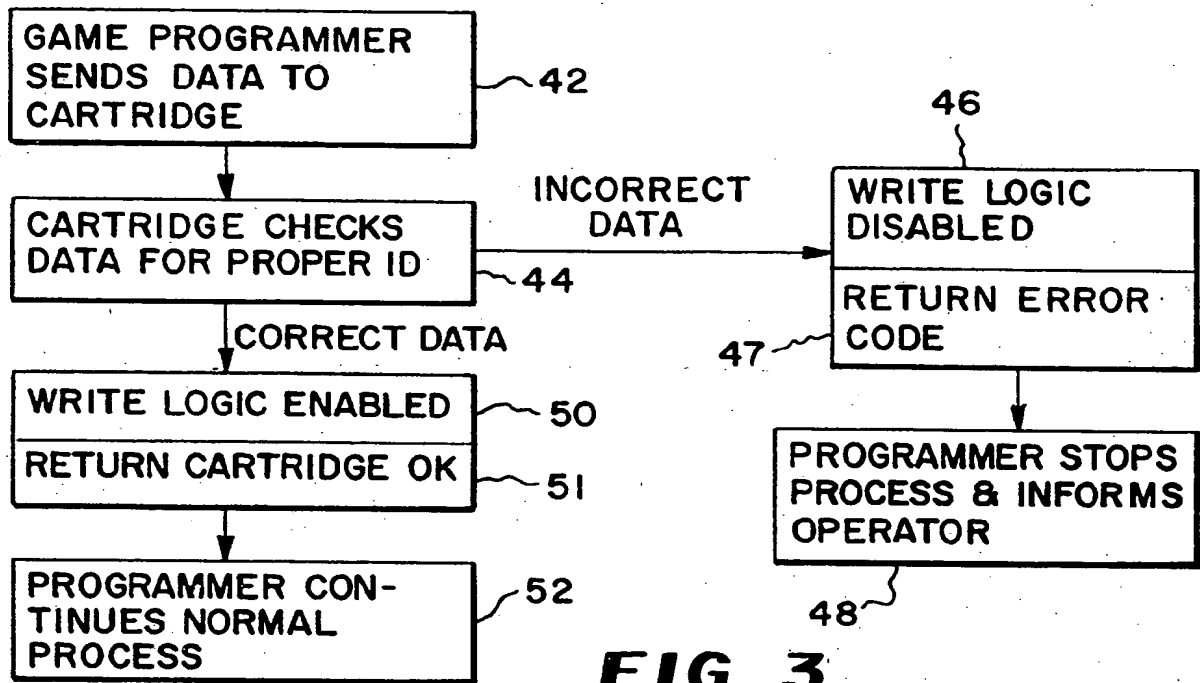 GAME PROGRAMMER
SENDS DATA TO
CARTRIDGE
42
CARTRIDGE CHECKS
DATA FOR PROPER ID
44
INCORRECT
DATA
46
WRITE LOGIC
DISABLED
RETURN ERROR
CODE
47
CORRECT DATA
WRITE LOGIC ENABLED
50
RETURN CARTRIDGE OK
51
PROGRAMMER STOPS
PROCESS & INFORMS
OPERATOR
48
PROGRAMMER CON-
TINUES NORMAL
PROCESS
52
FIG 3